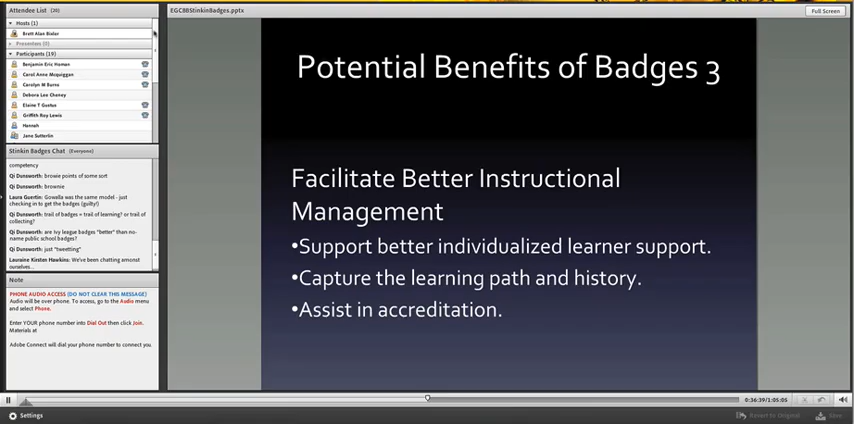 Attendee List (20)
Hosts (1)
Brett Alan Bixler
Presenters (0)
Participants (19)
Benjamin Eric Homan
Carol Anne Mcquiggan
Carolyn M Burns
Debora Lee Cheney
Elaine T Gustus
Griffith Roy Lewis
Hannah
Jane Sutterlin
Stinkin Badges Chat (Everyone)
competency
Qi Dunsworth: browie points of some sort
Qi Dunsworth: brownie
Laura Guertin: Gowalla was the same model - just
checking in to get the badges (guilty!)
Qi Dunsworth: trail of badges = trail of learning? or trail of
collecting?
Qi Dunsworth: are ivy league badges "better" than no-
name public school badges?
Qi Dunsworth: just "tweetting"
Lauraine Kirsten Hawkins: We've been chatting amonst
ourselves...
Note
PHONE AUDIO ACCESS (DO NOT CLEAR THIS MESSAGE)
Audio will be over phone. To access, go to the Audio menu
and select Phone.
Enter YOUR phone number into Dial Out then click Join.
Materials at
Adobe Connect will dial your phone number to connect you.
EGC8BStinkinBadges.pptx
Full Screen
Potential Benefits of Badges 3
Facilitate Better Instructional
Management
•Support better individualized learner support.
•Capture the learning path and history.
•Assist in accreditation.
0:36:39/1:05:05
Settings
Revert to Original
Save